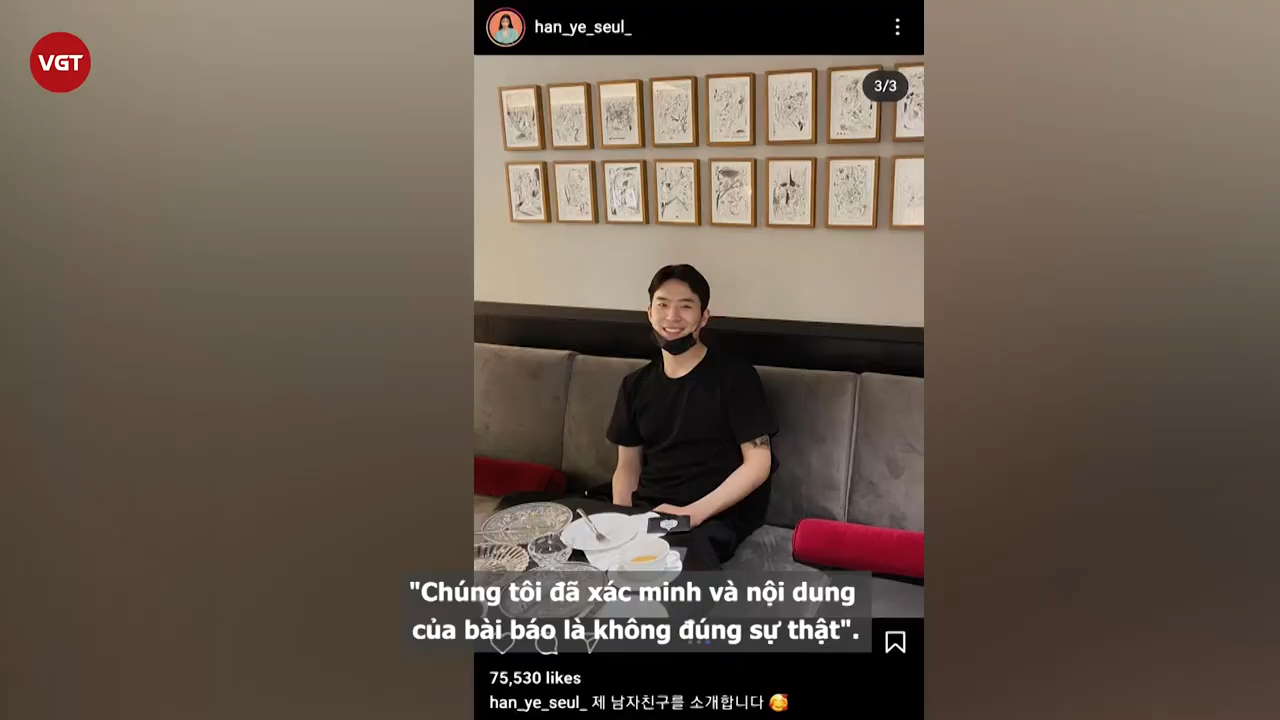 VGT
han_ye_seul_
3/3
"Chúng tôi đã xác minh và nội dung
của bài báo là không đúng sự thật".
75,530 likes
han_ye_seul_ 제 남자친구를 소개합니다 🥰